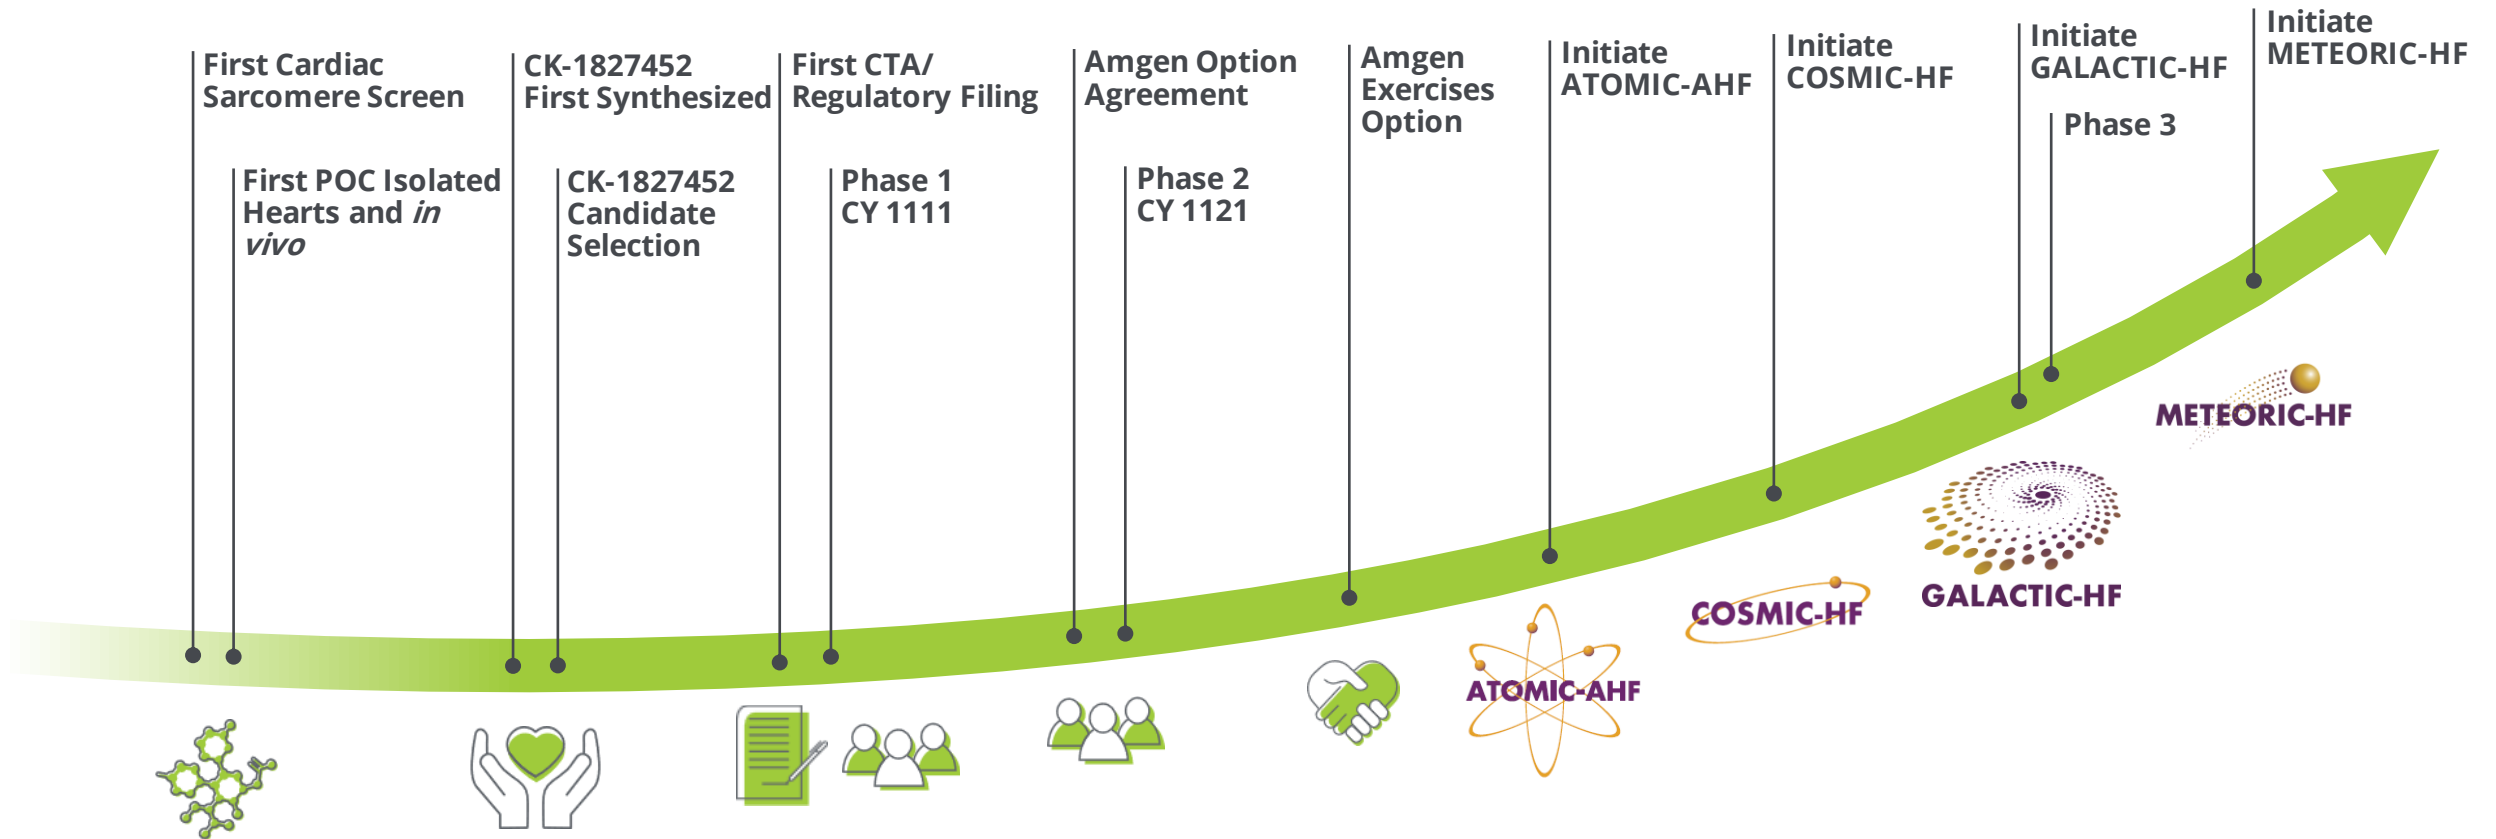 First Cardiac
Sarcomere Screen
First POC Isolated
Hearts and in
vivo
CK-1827452
First Synthesized
CK-1827452
Candidate
Selection
First CTA/
Regulatory Filing
Phase 1
CY 1111
Amgen Option
Agreement
Phase 2
CY 1121
Amgen
Exercises
Option
Initiate
ATOMIC-AHF
Initiate
COSMIC-HF
Initiate
GALACTIC-HF
Phase 3
Initiate
METEORIC-HF
ATOMIC-AHF
COSMIC-HF
GALACTIC-HF
METEORIC-HF